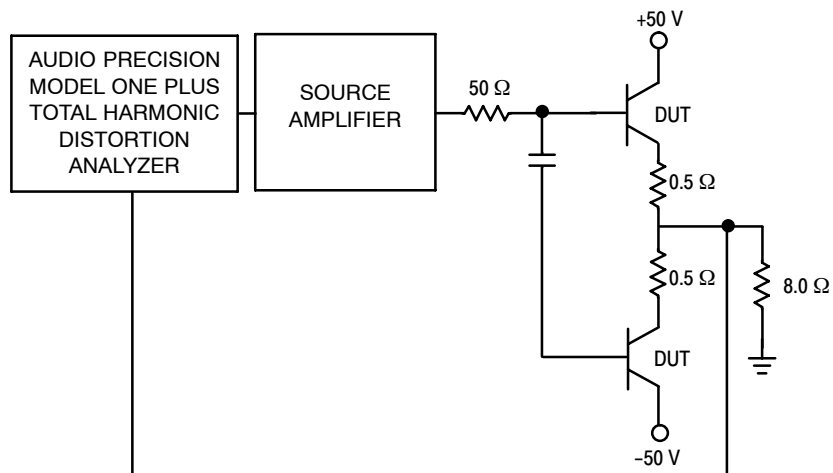 +50 V
AUDIO PRECISION
MODEL ONE PLUS
TOTAL HARMONIC
DISTORTION
ANALYZER
SOURCE
AMPLIFIER
50 Ω
DUT
0.5 Ω
0.5 Ω
8.0 Ω
DUT
–50 V